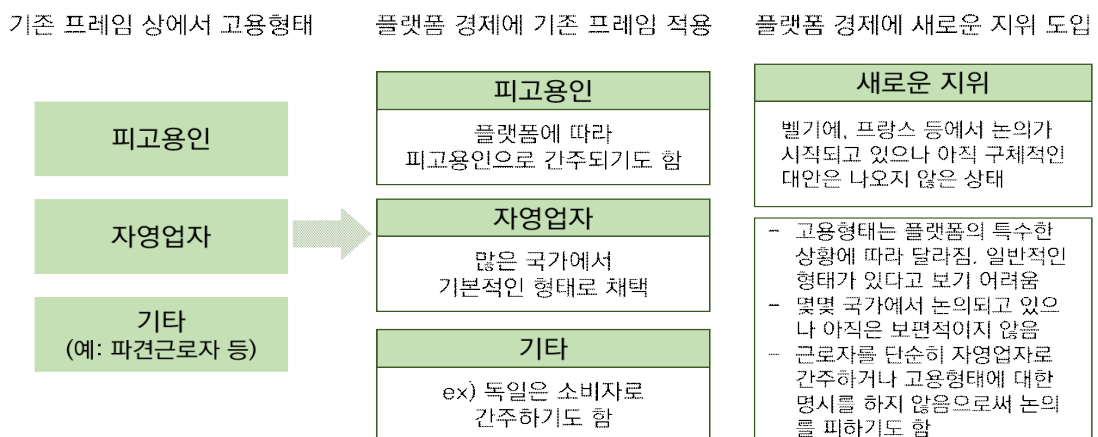 기존 프레임 상에서 고용형태
플랫폼 경제에 기존 프레임 적용
플랫폼 경제에 새로운 지위 도입
피고용인
자영업자
기타
(예: 파견근로자 등)
피고용인
플랫폼에 따라
피고용인으로 간주되기도 함
자영업자
많은 국가에서
기본적인 형태로 채택
기타
ex) 독일은 소비자로
간주하기도 함
새로운 지위
벨기에, 프랑스 등에서 논의가
시작되고 있으나 아직 구체적인
대안은 나오지 않은 상태
- 고용형태는 플랫폼의 특수한
상황에 따라 달라짐. 일반적인
형태가 있다고 보기 어려움
- 몇몇 국가에서 논의되고 있으
나 아직은 보편적이지 않음
- 근로자를 단순히 자영업자로
간주하거나 고용형태에 대한
명시를 하지 않음으로써 논의
를 피하기도 함